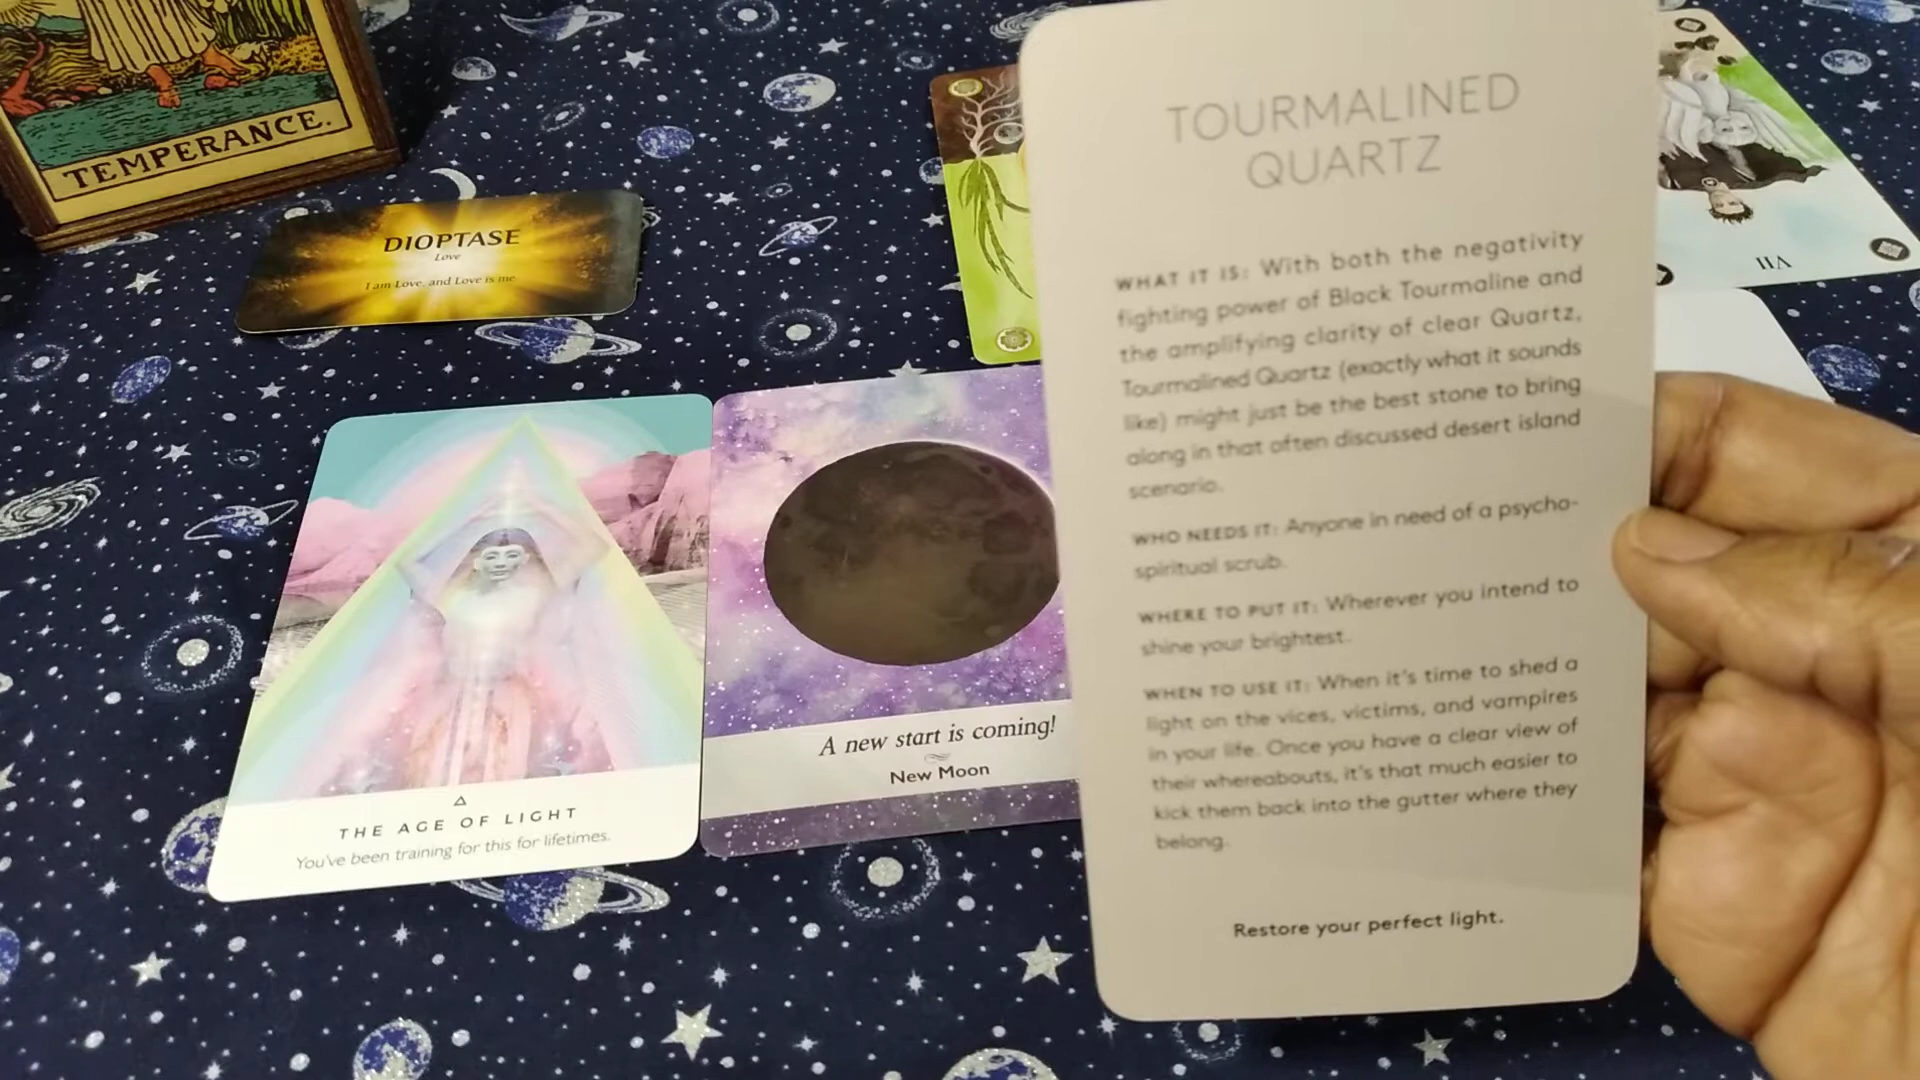 TEMPERANCE.
DIOPTASE
Love
I am Love, and Love is me
THE AGE OF LIGHT
You've been training for this for lifetimes.
A new start is coming!
New Moon
TOURMALINED
QUARTZ
WHAT IT IS: With both the negativity
fighting power of Black Tourmaline and
the amplifying clarity of clear Quartz,
Tourmalined Quartz (exactly what it sounds
like) might just be the best stone to bring
along in that often discussed desert island
scenario.
WHO NEEDS IT: Anyone in need of a psycho-
spiritual scrub.
WHERE TO PUT IT: Wherever you intend to
shine your brightest.
WHEN TO USE IT: When it's time to shed a
light on the vices, victims, and vampires
in your life. Once you have a clear view of
their whereabouts, it's that much easier to
kick them back into the gutter where they
belong.
Restore your perfect light.
VII